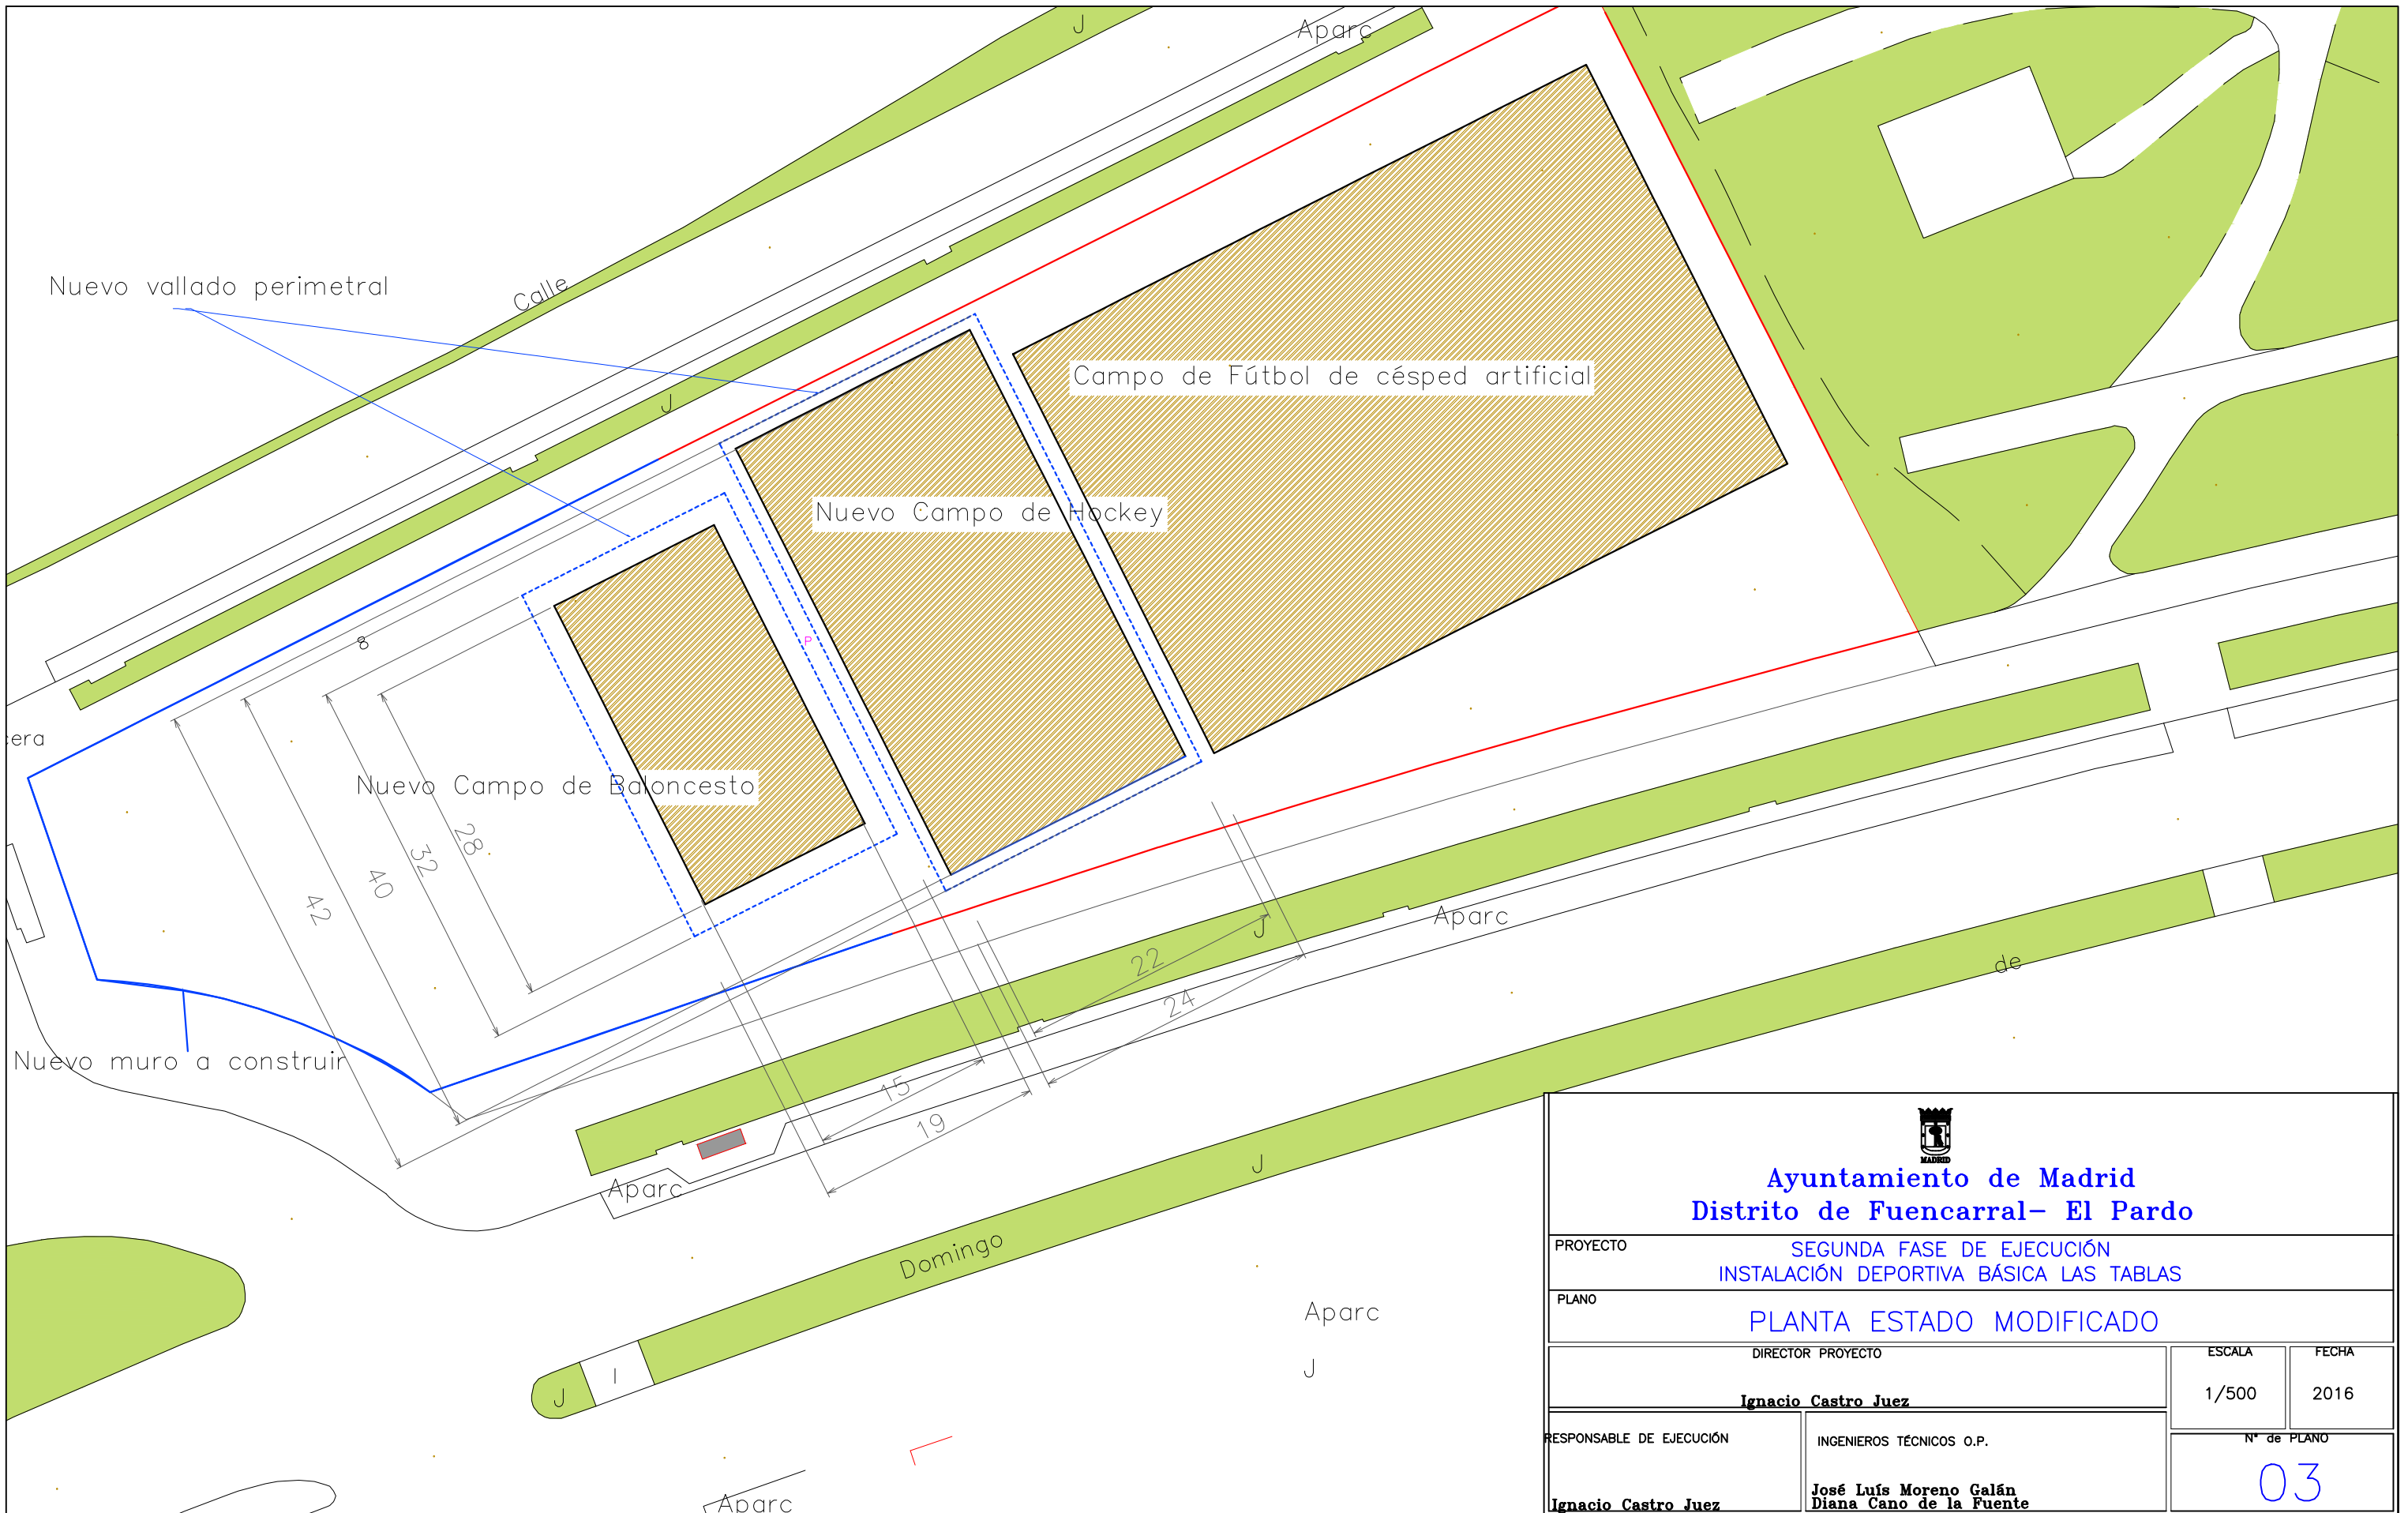 J
Aparc
Nuevo vallado perimetral
Calle
Campo de Fútbol de césped artificial
J
Nuevo Campo de Hockey
8
P
cera
Nuevo Campo de Baloncesto
28
32
40
42
Aparc
J
22
de
24
Nuevo muro a construir
15
19
J
Aparc
Domingo
Aparc
J
J
I
Aparc
MADRID
Ayuntamiento de Madrid
Distrito de Fuencarral- El Pardo
PROYECTO
SEGUNDA FASE DE EJECUCIÓN
INSTALACIÓN DEPORTIVA BÁSICA LAS TABLAS
PLANO
PLANTA ESTADO MODIFICADO
DIRECTOR PROYECTO
Ignacio Castro Juez
ESCALA
1/500
FECHA
2016
RESPONSABLE DE EJECUCIÓN
Ignacio Castro Juez
INGENIEROS TÉCNICOS O.P.
José Luís Moreno Galán
Diana Cano de la Fuente
Nº de PLANO
03